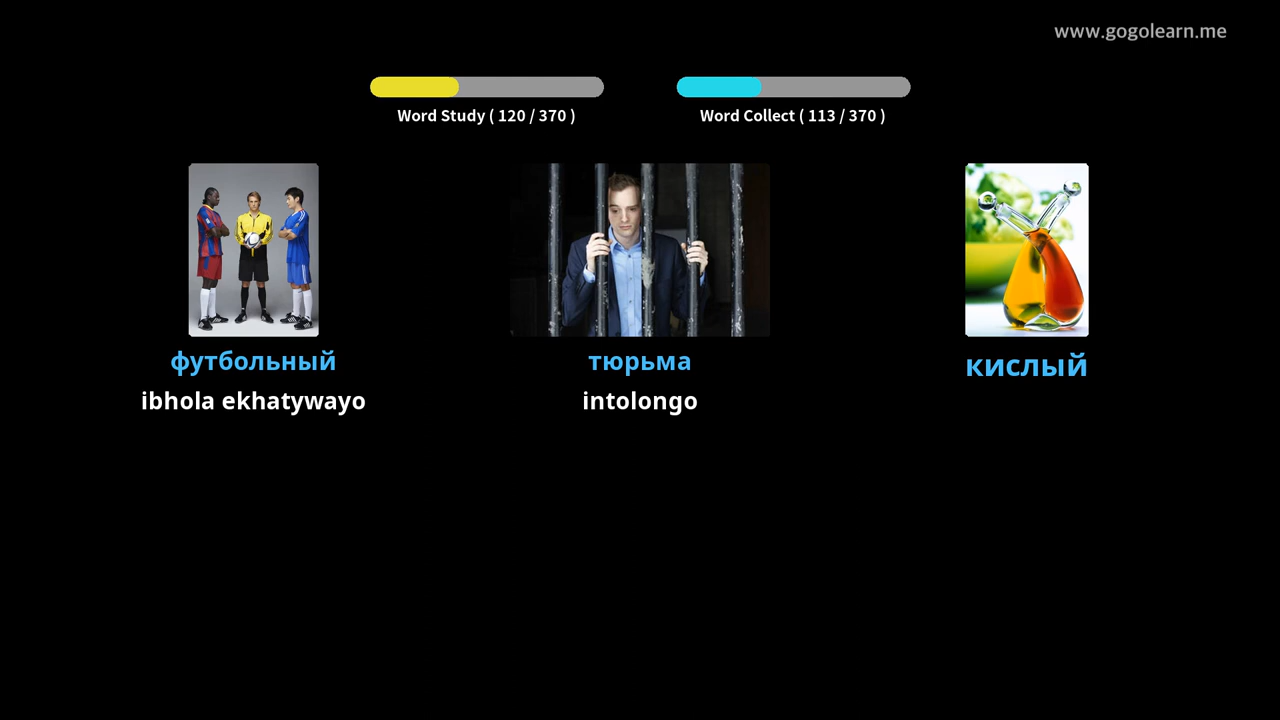 www.gogolearn.me
Word Study ( 120 / 370 )
Word Collect ( 113 / 370 )
футбольный
ibhola ekhatywayo
тюрьма
intolongo
кислый